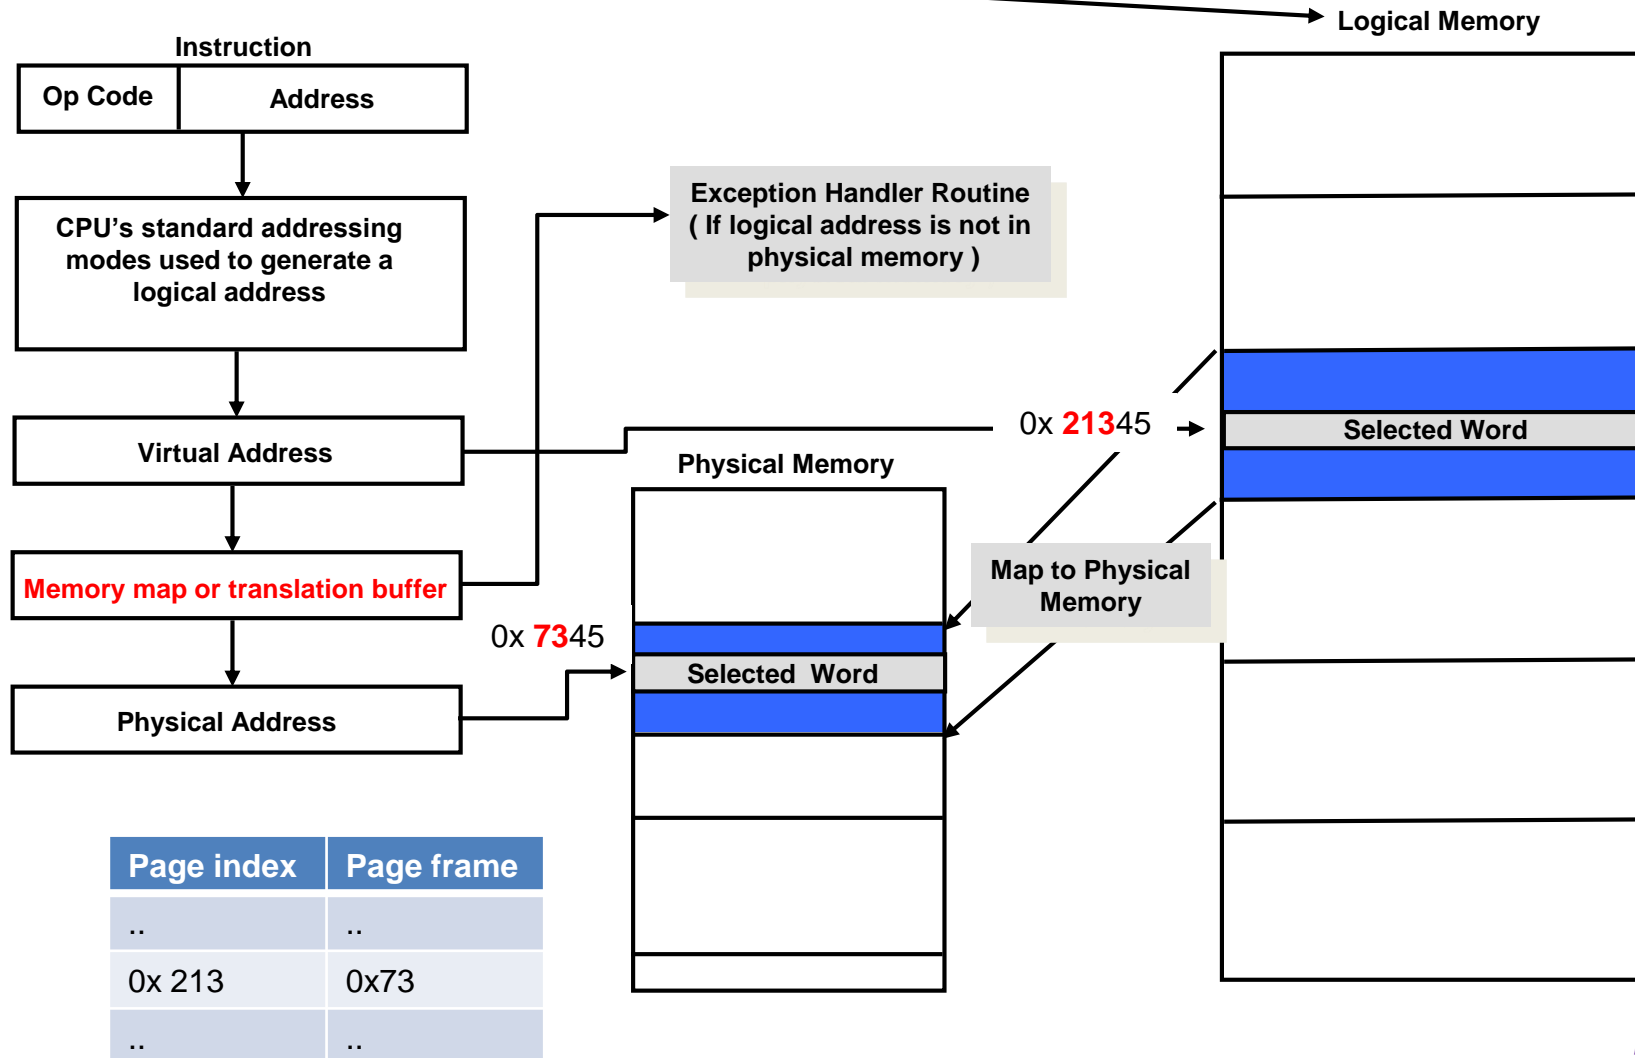 Logical Memory
Instruction
Op Code
Address
CPU's standard addressing
modes used to generate a
logical address
Exception Handler Routine
( If logical address is not in
physical memory )
Virtual Address
0x 21345
Selected Word
Physical Memory
Memory map or translation buffer
Map to Physical
Memory
0x 7345
Selected  Word
Physical Address
Page index
Page frame
..
..
0x 213
0x73
..
..